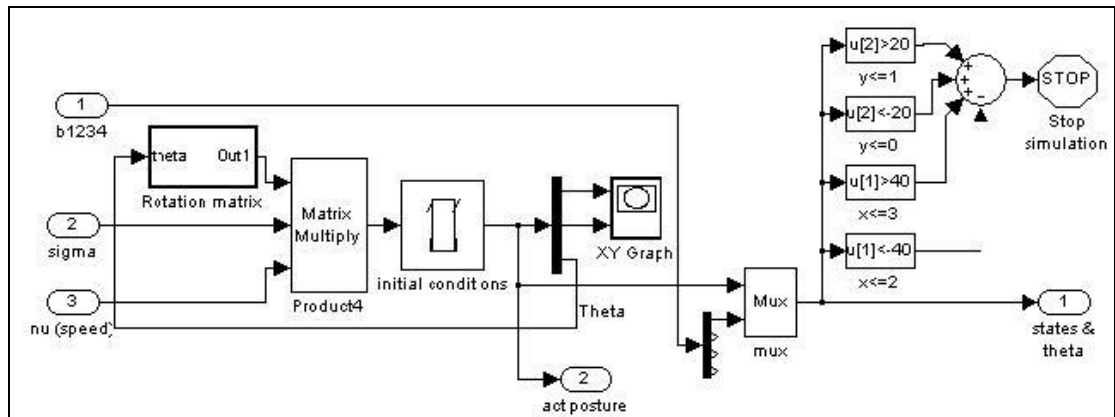 1
b1234
theta Out1
Rotation matrix
2
sigma
3
nu (speed)
Matrix
Multiply
Product4
initial conditions
XY Graph
Theta
2
act posture
Mux
mux
u[2]>20
y<=1
u[2]<-20
y<=0
u[1]>40
x<=3
u[1]<-40
x<=2
+
+
+
-
STOP
Stop
simulation
1
states &
theta